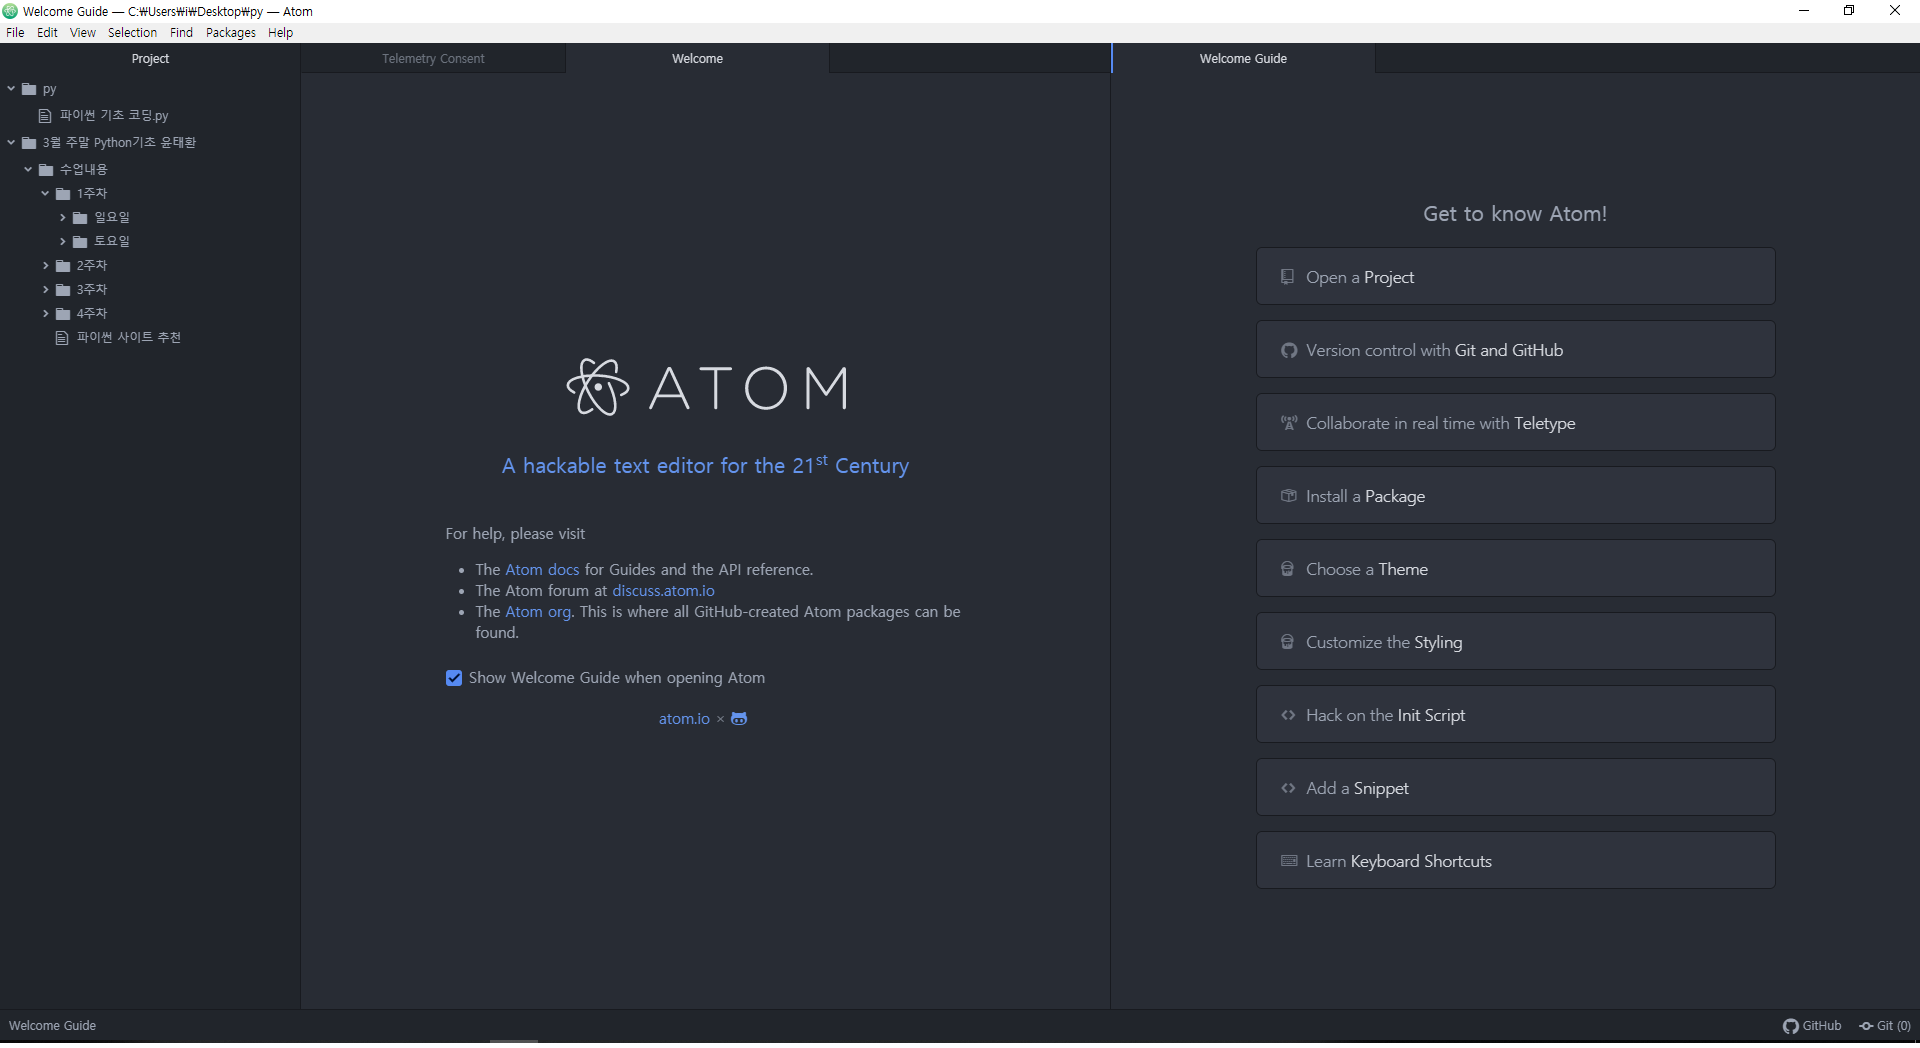 Welcome Guide — C:₩Users₩i₩Desktop₩py — Atom
File Edit View Selection Find Packages Help
Project
py
파이썬 기초 코딩.py
3월 주말 Python기초 윤태환
수업내용
1주차
일요일
토요일
2주차
3주차
4주차
파이썬 사이트 추천
Telemetry Consent
Welcome
ATOM
A hackable text editor for the 21st Century
For help, please visit
• The Atom docs for Guides and the API reference.
• The Atom forum at discuss.atom.io
• The Atom org. This is where all GitHub-created Atom packages can be
found.
Show Welcome Guide when opening Atom
atom.io ×
Welcome Guide
Get to know Atom!
Open a Project
Version control with Git and GitHub
Collaborate in real time with Teletype
Install a Package
Choose a Theme
Customize the Styling
Hack on the Init Script
Add a Snippet
Learn Keyboard Shortcuts
Welcome Guide
GitHub Git (0)